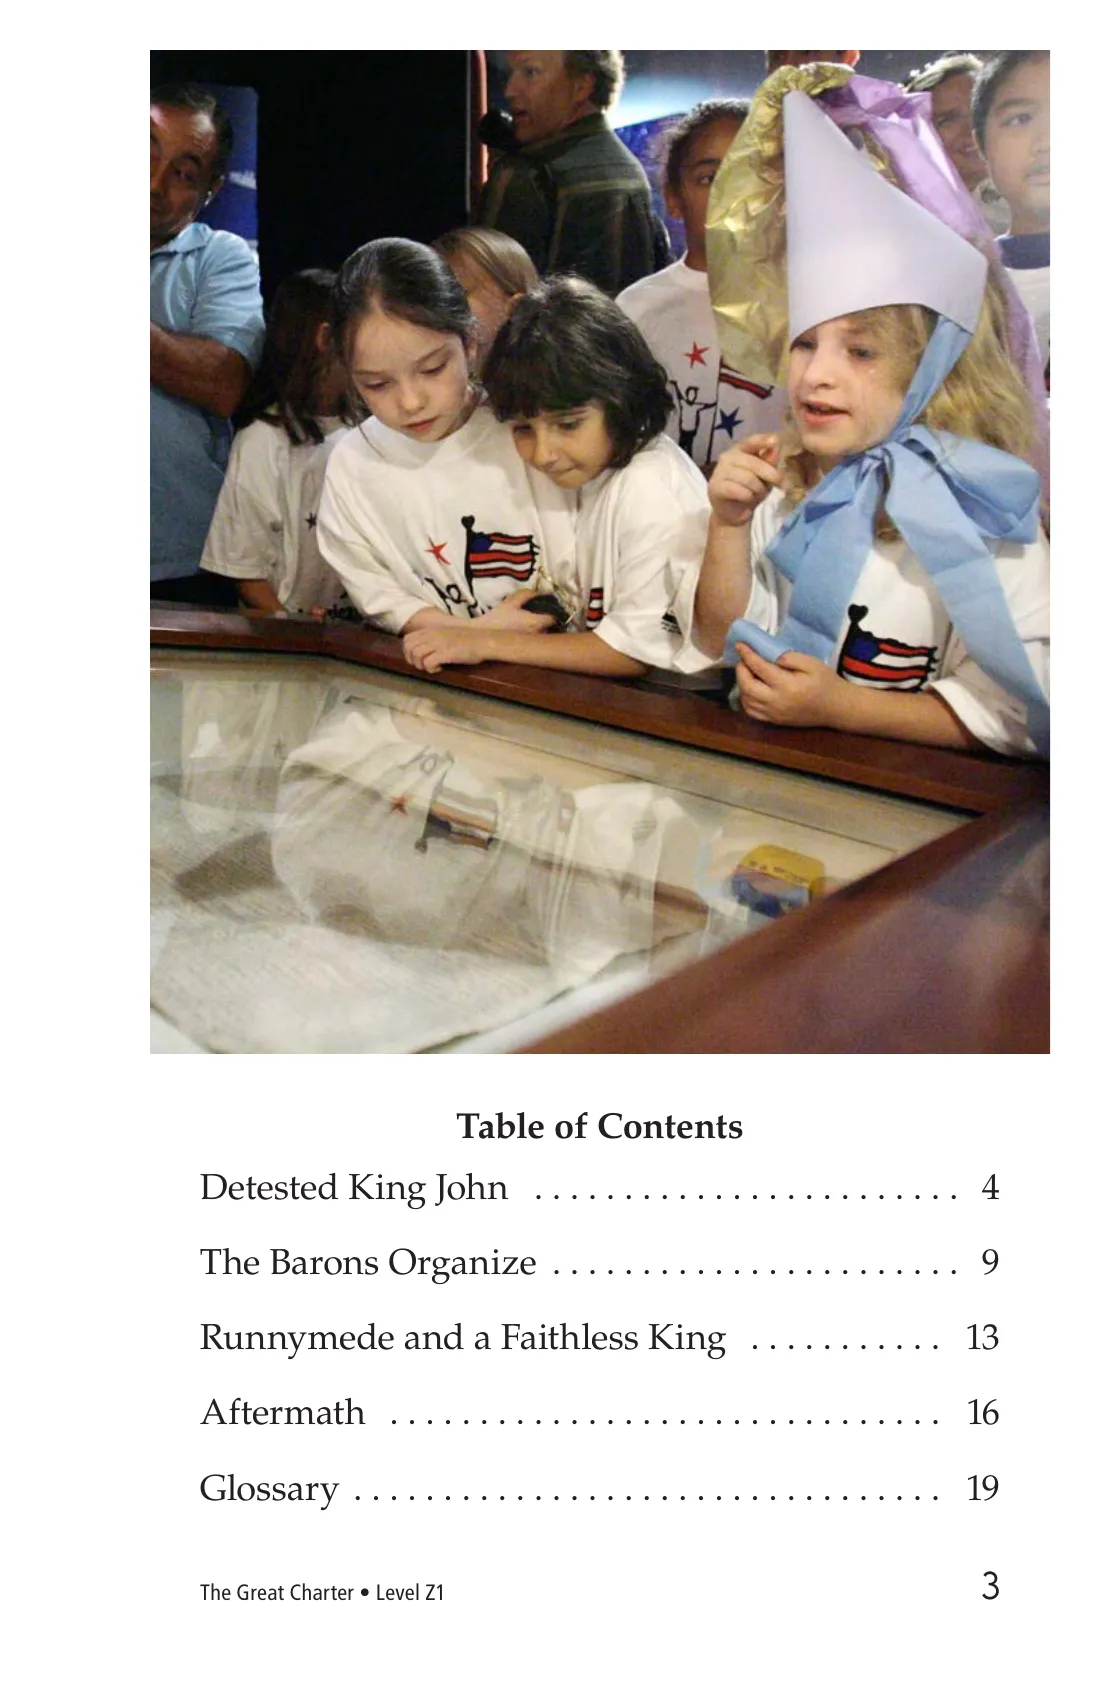 Table of Contents
Detested King John . . . . . . . . . . . . . . . . . . . . . . . . 4
The Barons Organize . . . . . . . . . . . . . . . . . . . . . . . 9
Runnymede and a Faithless King . . . . . . . . . . . 13
Aftermath . . . . . . . . . . . . . . . . . . . . . . . . . . . . . . . 16
Glossary . . . . . . . . . . . . . . . . . . . . . . . . . . . . . . . . . 19
The Great Charter • Level Z1 3